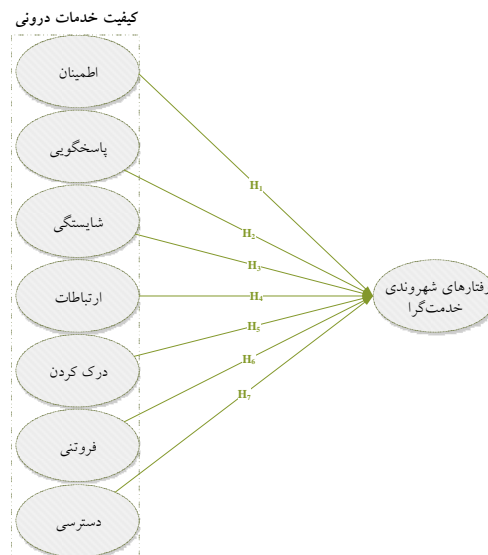 کیفیت خدمات درونی
اطمینان
پاسخگویی
شایستگی
ارتباطات
درک کردن
فروتنی
دسترسی
H₁
H₂
H₃
H₄
H₅
H₆
H₇
رفتارهای شهروندی
خدمت‌گرا